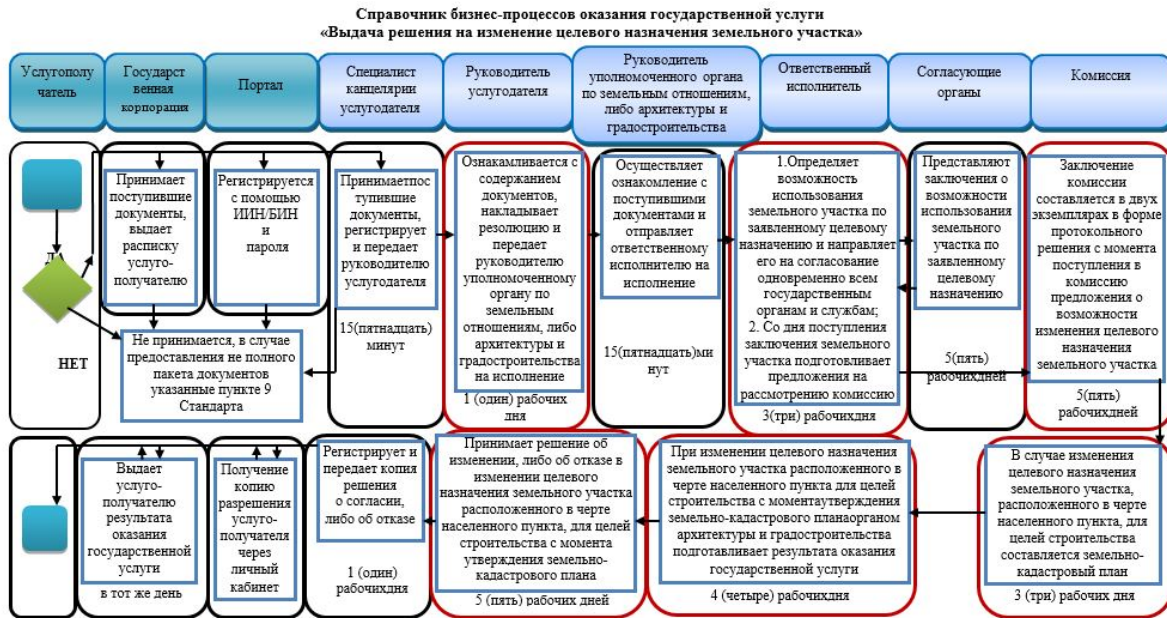 Справочник бизнес-процессов оказания государственной услуги
«Выдача решения на изменение целевого назначения земельного участка»
Услугополу
чатель
Государст
венная
корпорация
Портал
Специалист
канцелярии
услугодателя
Руководитель
услугодателя
Руководитель
уполномоченного органа
по земельным отношениям,
либо архитектуры и
градостроительства
Ответственный
исполнитель
Согласующие
органы
Комиссия
ДА
НЕТ
Принимает
поступившие
документы,
выдает
расписку
услуго-
получателю
Регистрируется
с помощью
ИИН/БИН
и
пароля
Не принимается, в случае
предоставления не полного
пакета документов
указанные пункте 9
Стандарта
Принимаетпос
тупившие
документы,
регистрирует
и передает
руководителю
услугодателя
15(пятнадцать)
минут
Ознакамливается с
содержанием
документов,
накладывает
резолюцию и
передает
руководителю
уполномоченному
органу по
земельным
отношениям, либо
архитектуры и
градостроительства
на исполнение
1 (один) рабочих
дня
Осуществляет
ознакомление с
поступившими
документами и
отправляет
ответственному
исполнителю на
исполнение
15(пятнадцать)ми
нут
1.Определяет
возможность
использования
земельного участка по
заявленному целевому
назначению и направляет
его на согласование
одновременно всем
государственным
органам и службам;
2. Со дня поступления
заключения земельного
участка подготовливает
предложения на
рассмотрению комиссию
3(три) рабочихдня
Представляют
заключения о
возможности
использования
земельного
участка по
заявленному
целевому
назначению
5(пять)
рабочихдней
Заключение
комиссии
составляется в двух
экземплярах в форме
протокольного
решения с момента
поступления в
комиссию
предложения о
возможности
изменения целевого
назначения
земельного участка
5(пять)
рабочихдней
Выдает
услуго-
получателю
результата
оказания
государственной
услуги
в тот же день
Получение
копию
разрешения
услуго-
получателя
через
личный
кабинет
Регистрирует и
передает копия
решения
о согласии,
либо об отказе
1 (один)
рабочихдня
Принимает решение об
изменении, либо об отказе в
изменении целевого
назначения земельного участка
расположенного в черте
населенного пункта, для целей
строительства с момента
утверждения земельно-
кадастрового плана
5 (пять) рабочих дней
При изменении целевого назначения
земельного участка расположенного в
черте населенного пункта для целей
строительства с моментаутверждения
земельно-кадастрового планаорганом
архитектуры и градостроительства
подготавливает результата оказания
государственной услуги
4 (четыре) рабочихдня
В случае изменения
целевого назначения
земельного участка,
расположенного в черте
населенного пункта, для
целей строительства
составляется земельно-
кадастровый план
3 (три) рабочих дня